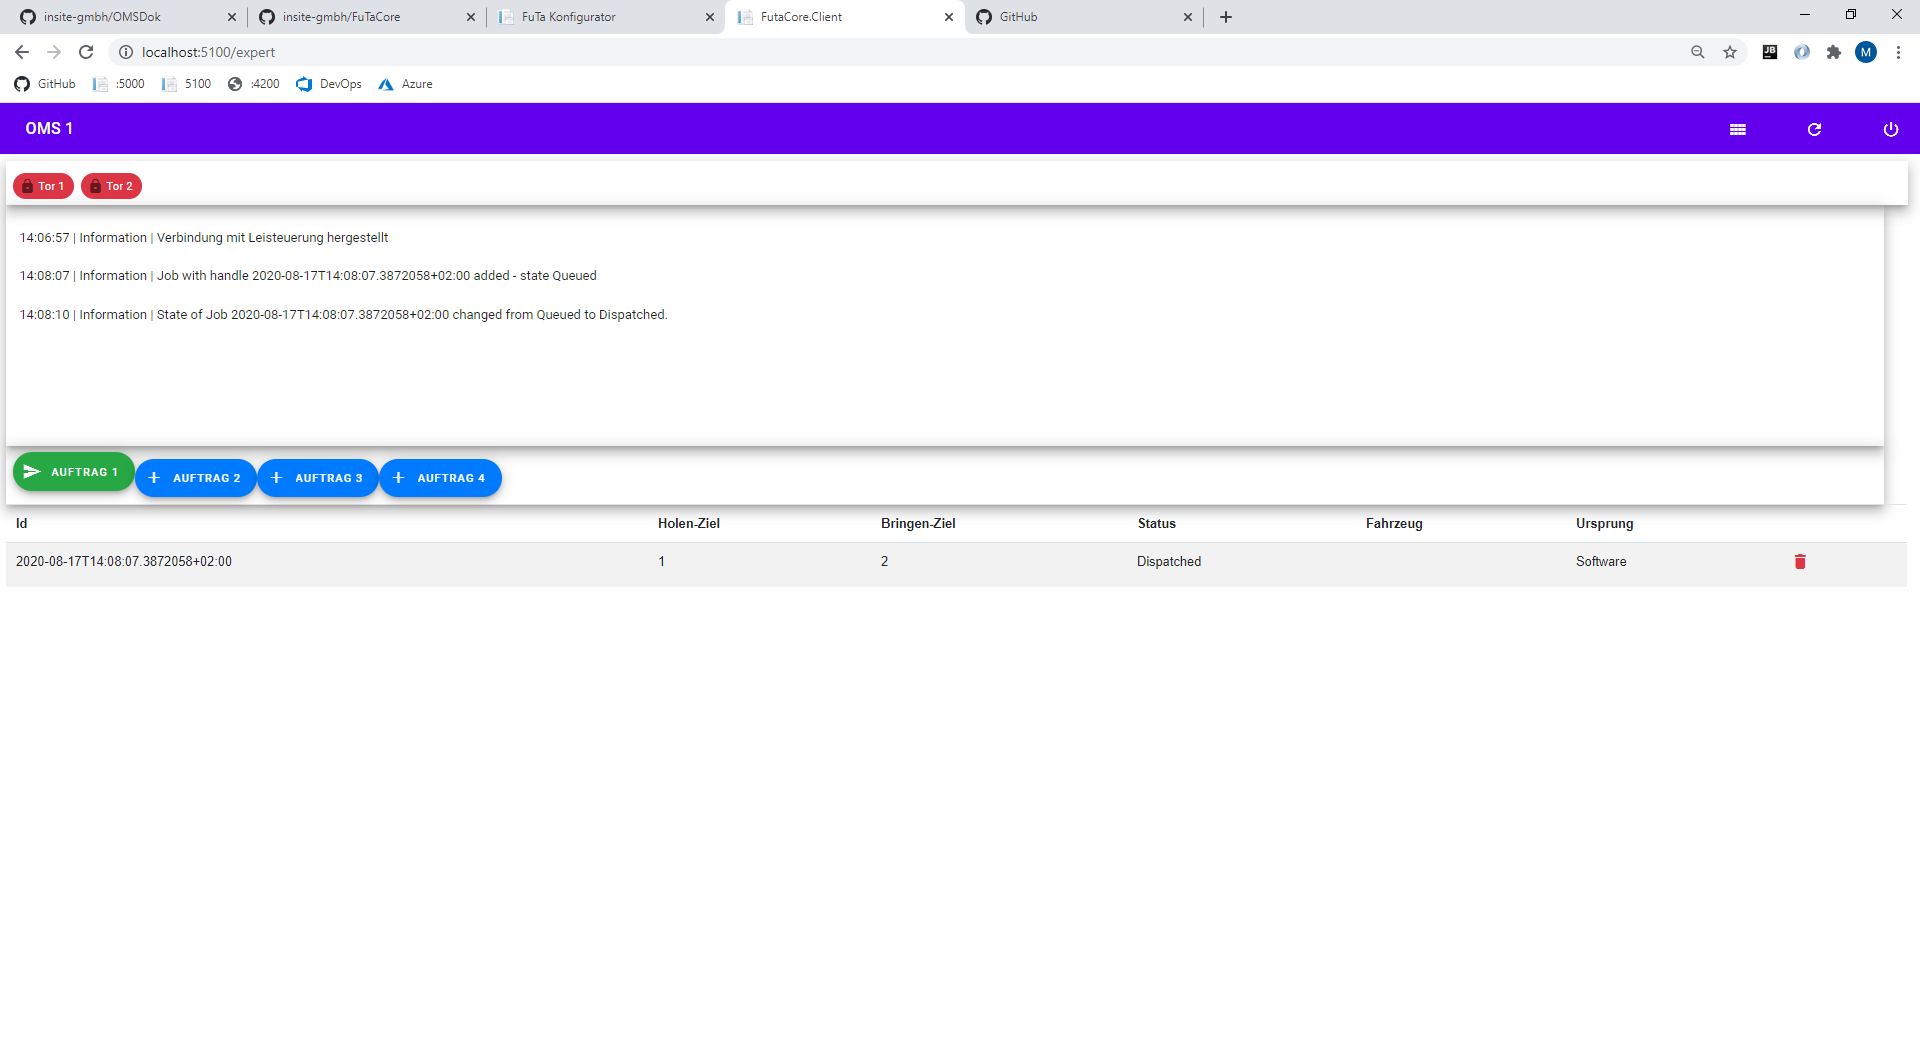 insite-gmbh/OMSDok
insite-gmbh/FuTaCore
FuTa Konfigurator
FutaCore.Client
GitHub
localhost:5100/expert
JB
M
GitHub
:5000
5100
:4200
DevOps
Azure
OMS 1
Tor 1
Tor 2
14:06:57 | Information | Verbindung mit Leisteuerung hergestellt
14:08:07 | Information | Job with handle 2020-08-17T14:08:07.3872058+02:00 added - state Queued
14:08:10 | Information | State of Job 2020-08-17T14:08:07.3872058+02:00 changed from Queued to Dispatched.
AUFTRAG 1
AUFTRAG 2
AUFTRAG 3
AUFTRAG 4
Id Holen-Ziel Bringen-Ziel Status Fahrzeug Ursprung
2020-08-17T14:08:07.3872058+02:00 1 2 Dispatched Software